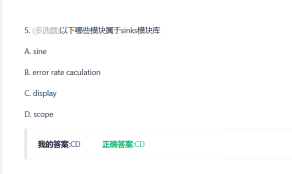 5. (多选题)以下哪些模块属于sinks模块库
A. sine
B. error rate caculation
C. display
D. scope
我的答案:CD 正确答案:CD